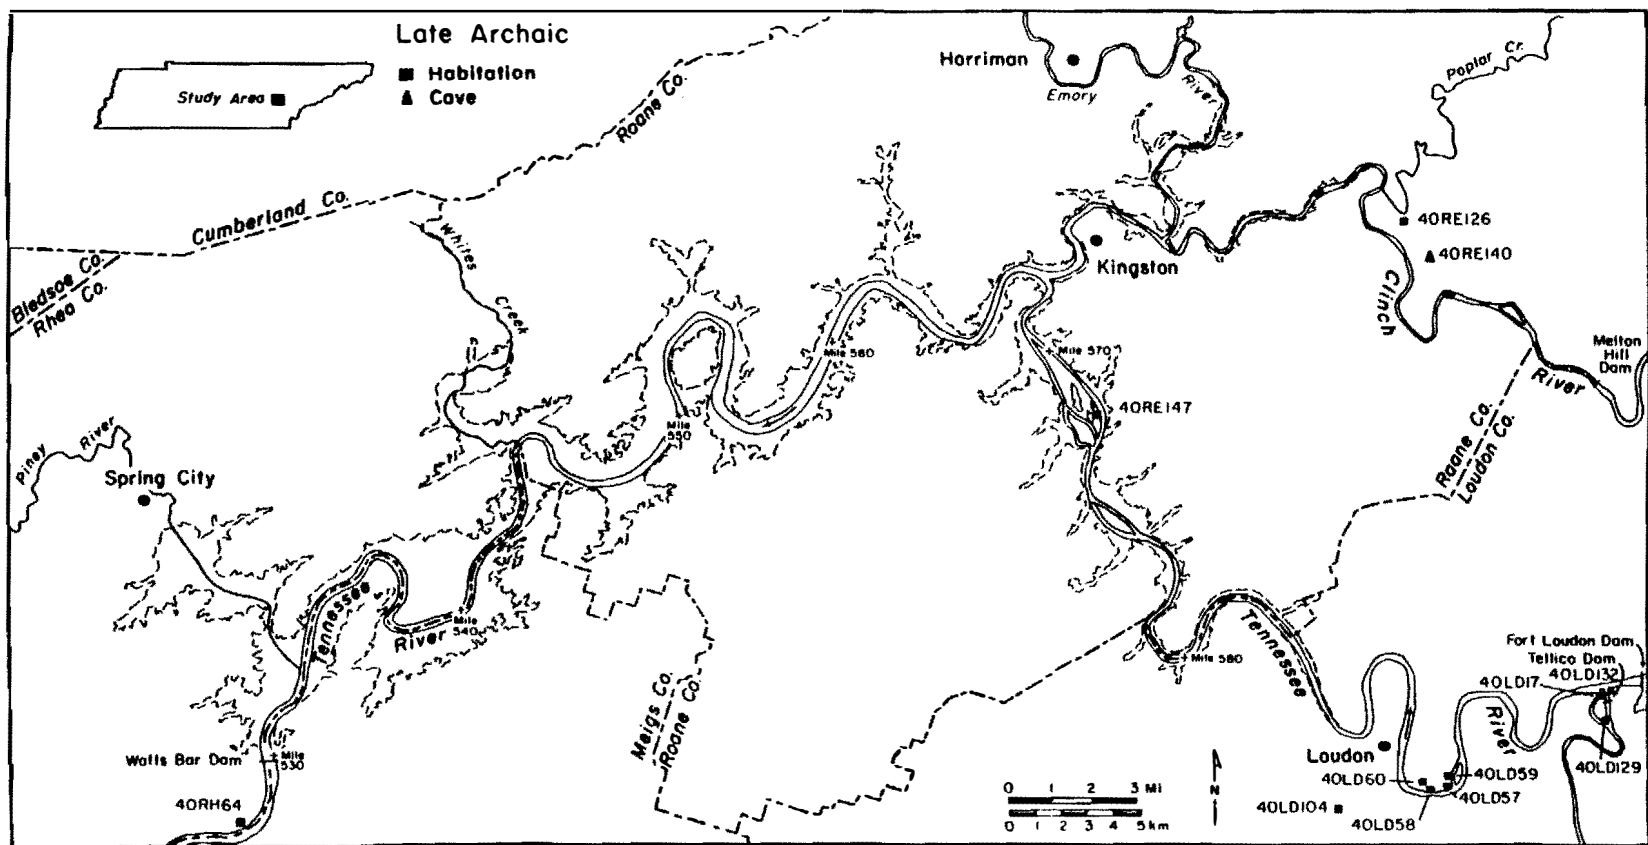 Late Archaic
Habitation
Cave
Study Area
Harriman
Emory
River
Poplar Cr.
Roane Co.
Cumberland Co.
Bledsoe Co.
Rhea Co.
Whites
Creek
40RE126
40RE140
Kingston
Clinch
River
Melton
Hill
Dam
Mile 560
Mile 570
40RE147
Mile
550
Roane Co.
Loudon Co.
Piney River
Spring City
Tennessee
River
Mile
540
Mile 580
Tennessee
River
Fort Loudon Dam
Tellico Dam
40LD132
40LD17
40LD129
Meigs Co.
Roane Co.
Watts Bar Dam
Mile
530
40RH64
Loudon
40LD60
40LD59
40LD57
40LD58
40LD104
0 1 2 3 MI
0 1 2 3 4 5 km
N